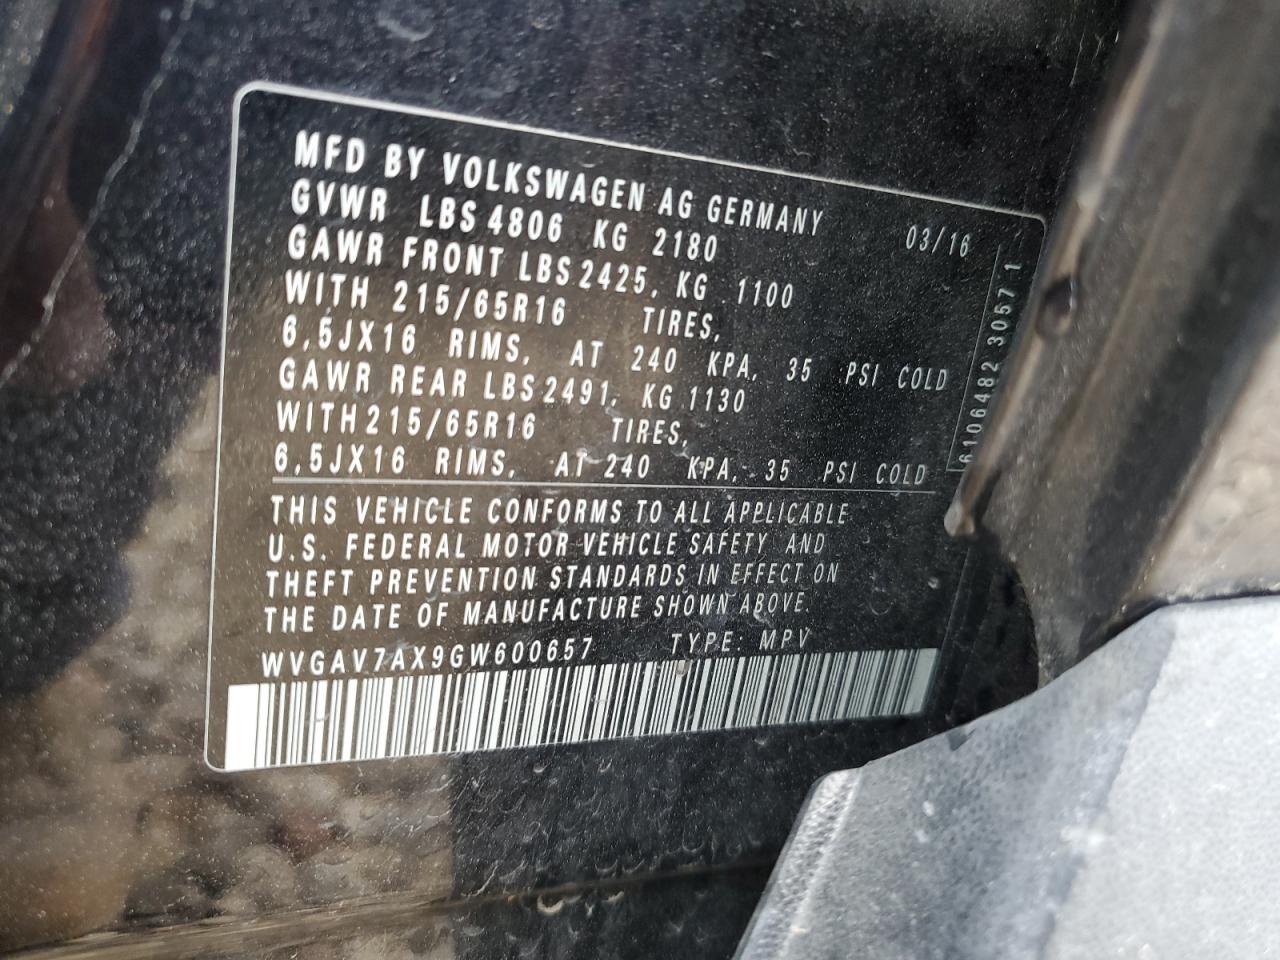 MFD BY VOLKSWAGEN AG GERMANY 03/16
GVWR LBS 4806 KG 2180
GAWR FRONT LBS 2425, KG 1100
WITH 215/65R16 TIRES,
6,5JX16 RIMS, AT 240 KPA, 35 PSI COLD
GAWR REAR LBS 2491, KG 1130
WITH 215/65R16 TIRES,
6,5JX16 RIMS, AT 240 KPA, 35 PSI COLD
THIS VEHICLE CONFORMS TO ALL APPLICABLE
U.S. FEDERAL MOTOR VEHICLE SAFETY AND
THEFT PREVENTION STANDARDS IN EFFECT ON
THE DATE OF MANUFACTURE SHOWN ABOVE.
WVGAV7AX9GW600657 TYPE: MPV
6106482 30571